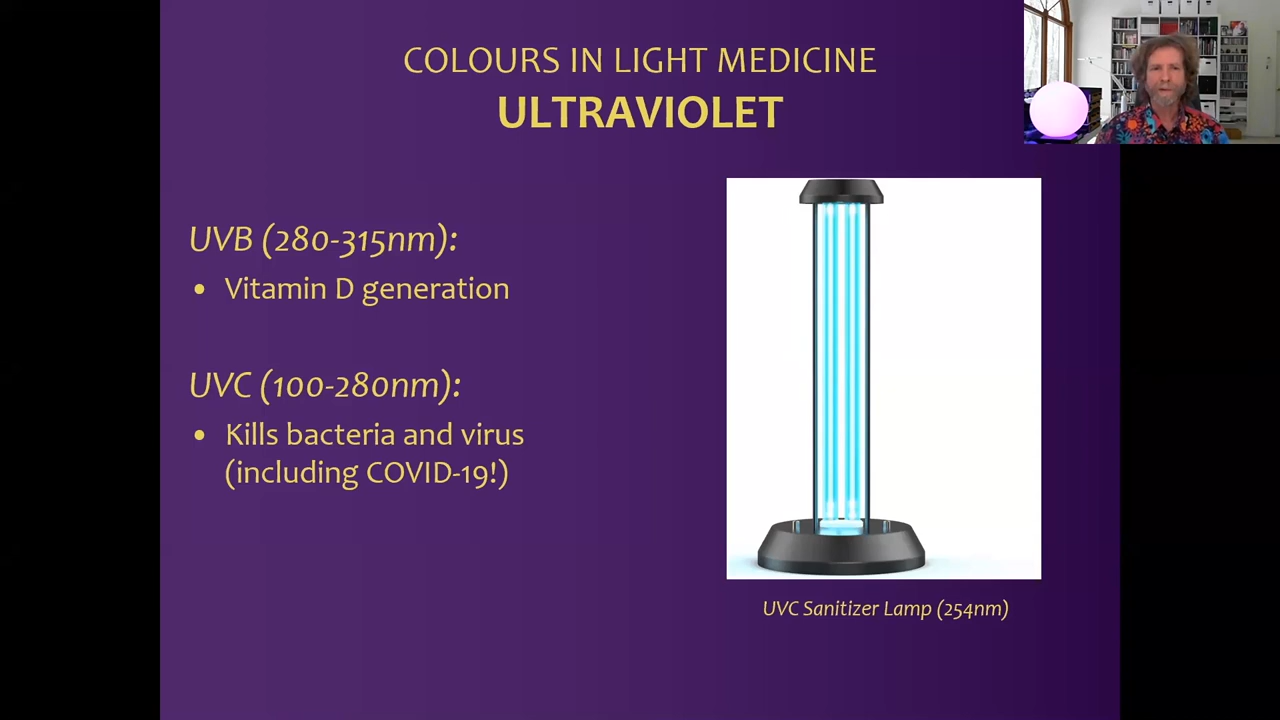 COLOURS IN LIGHT MEDICINE
ULTRAVIOLET
UVB (280-315nm):
• Vitamin D generation
UVC (100-280nm):
• Kills bacteria and virus
(including COVID-19!)
UVC Sanitizer Lamp (254nm)